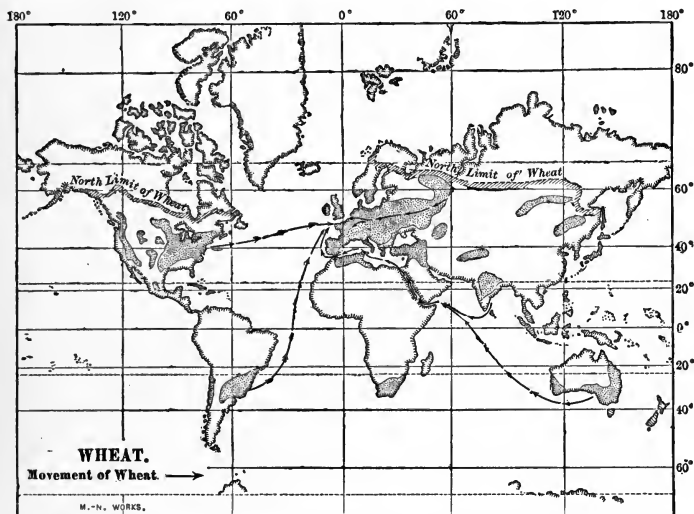 180° 120° 60° 0° 60° 120° 180°
80°
North Limit of Wheat
North Limit of Wheat
60°
40°
20°
0°
20°
40°
60°
WHEAT.
Movement of Wheat
M.-N. WORKS.